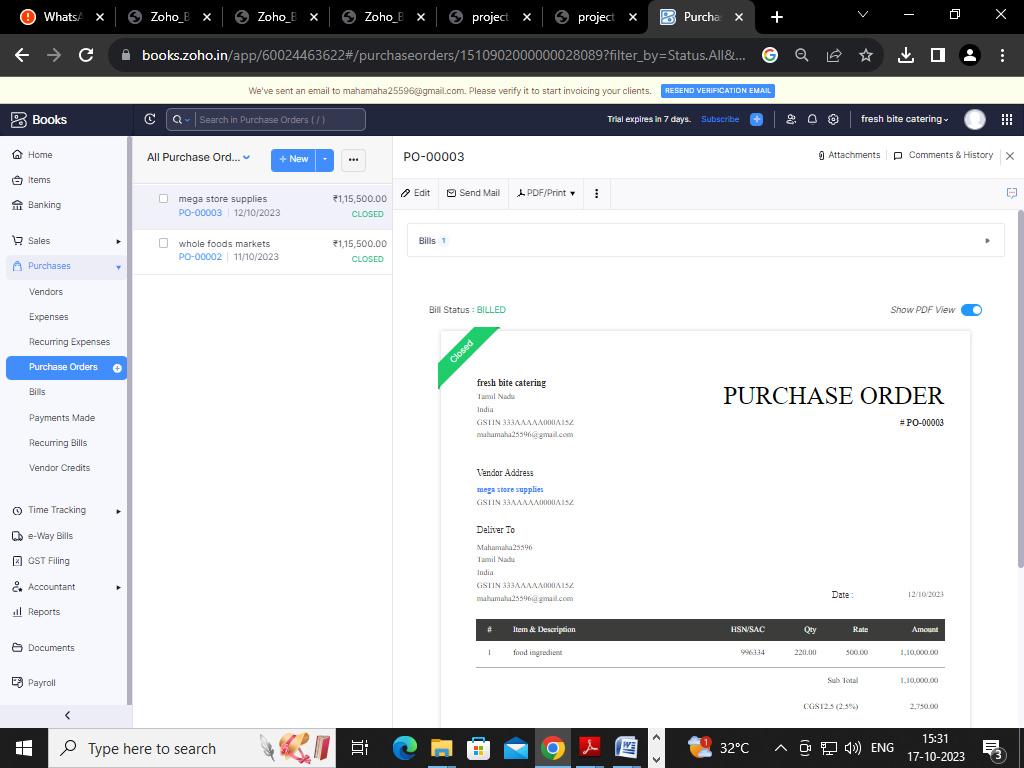 WhatsA
Zoho_B
Zoho_B
Zoho_B
project
project
Purcha
books.zoho.in/app/60024463622#/purchaseorders/1510902000000028089?filter_by=Status.All&...
We've sent an email to mahamaha25596@gmail.com. Please verify it to start invoicing your clients. RESEND VERIFICATION EMAIL
Books
Search in Purchase Orders ( / )
Trial expires in 7 days. Subscribe
fresh bite catering
Home
Items
Banking
Sales
Purchases
Vendors
Expenses
Recurring Expenses
Purchase Orders
Bills
Payments Made
Recurring Bills
Vendor Credits
Time Tracking
e-Way Bills
GST Filing
Accountant
Reports
Documents
Payroll
All Purchase Ord...
+ New
mega store supplies ₹1,15,500.00
PO-00003 | 12/10/2023 CLOSED
whole foods markets ₹1,15,500.00
PO-00002 | 11/10/2023 CLOSED
PO-00003
Attachments
Comments & History
Edit
Send Mail
PDF/Print
Bills 1
Bill Status : BILLED
Show PDF View
Closed
fresh bite catering
Tamil Nadu
India
GSTIN 333AAAAA000A15Z
mahamaha25596@gmail.com
PURCHASE ORDER
# PO-00003
Vendor Address
mega store supplies
GSTIN 33AAAAA0000A15Z
Deliver To
Mahamaha25596
Tamil Nadu
India
GSTIN 333AAAAA000A15Z
mahamaha25596@gmail.com
Date : 12/10/2023
# Item & Description HSN/SAC Qty Rate Amount
1 food ingredient 996334 220.00 500.00 1,10,000.00
Sub Total 1,10,000.00
CGST2.5 (2.5%) 2,750.00
Type here to search
32°C
ENG
15:31
17-10-2023
3